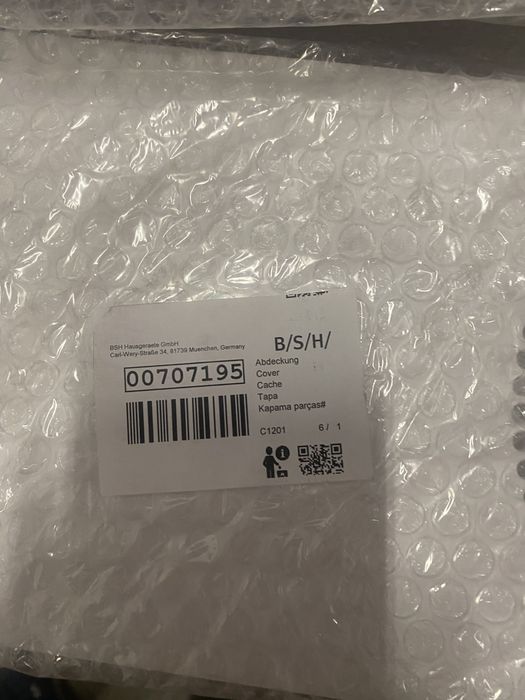 BSH Hausgeraete GmbH
Carl-Wery-Straße 34, 81739 Muenchen, Germany
B/S/H/
00707195
Abdeckung
Cover
Cache
Tapa
Kapama parças#
C1201 6 / 1
i